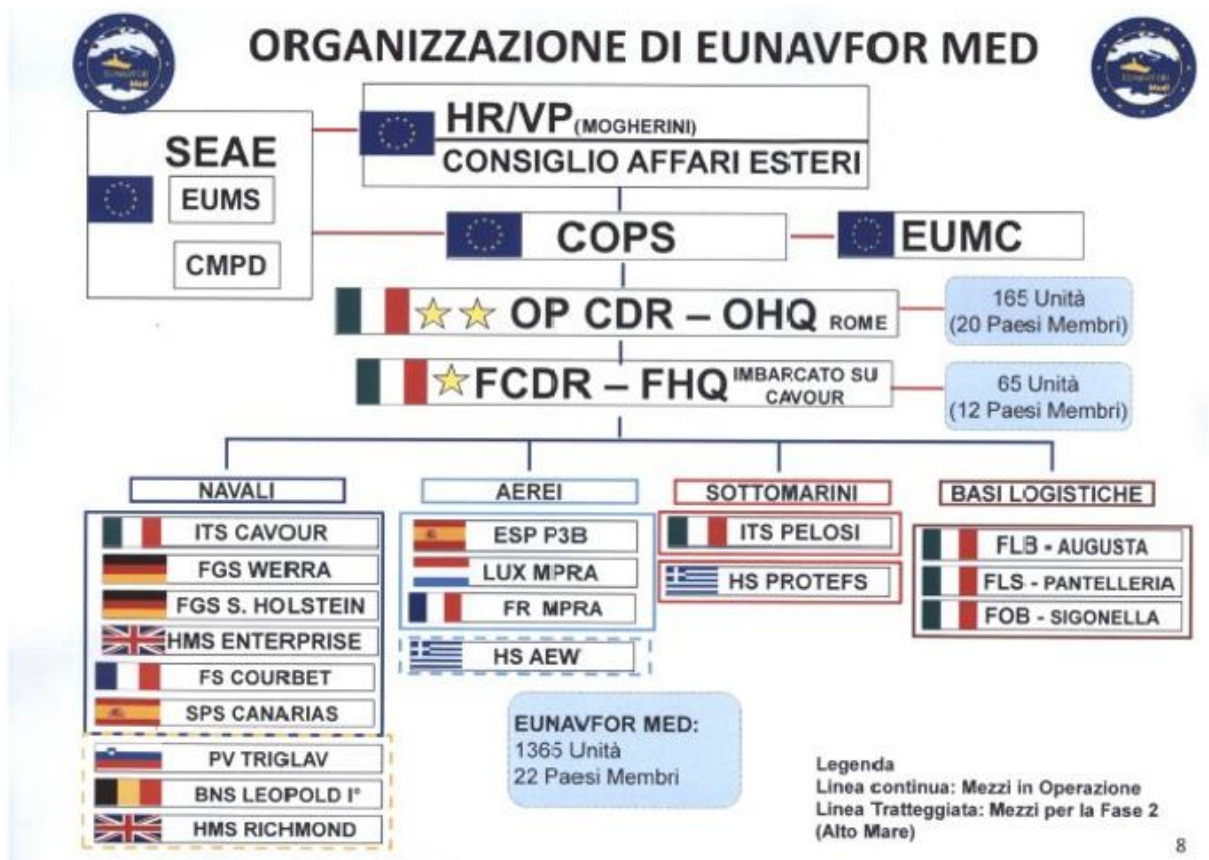 ORGANIZZAZIONE DI EUNAVFOR MED
EUNAVFOR
Med
EUNAVFOR
Med
HR/VP (MOGHERINI)
CONSIGLIO AFFARI ESTERI
SEAE
EUMS
CMPD
COPS
EUMC
OP CDR – OHQ ROME
165 Unità
(20 Paesi Membri)
FCDR – FHQ IMBARCATO SU
CAVOUR
65 Unità
(12 Paesi Membri)
NAVALI
ITS CAVOUR
FGS WERRA
FGS S. HOLSTEIN
HMS ENTERPRISE
FS COURBET
SPS CANARIAS
PV TRIGLAV
BNS LEOPOLD I°
HMS RICHMOND
AEREI
ESP P3B
LUX MPRA
FR MPRA
HS AEW
SOTTOMARINI
ITS PELOSI
HS PROTEFS
BASI LOGISTICHE
FLB - AUGUSTA
FLS - PANTELLERIA
FOB - SIGONELLA
EUNAVFOR MED:
1365 Unità
22 Paesi Membri
Legenda
Linea continua: Mezzi in Operazione
Linea Tratteggiata: Mezzi per la Fase 2
(Alto Mare)
8